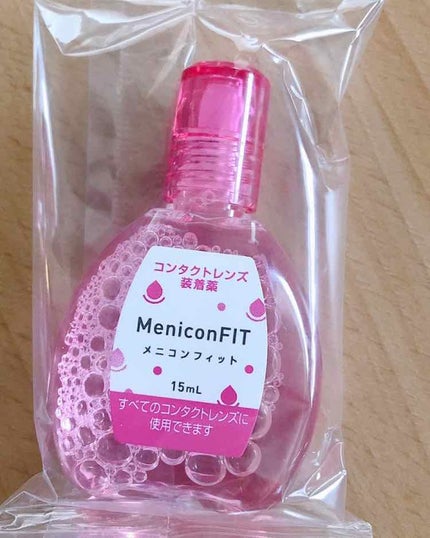 コンタクトレンズ
装着薬
MeniconFIT
メニコンフィット
15mL
すべてのコンタクトレンズに
使用できます